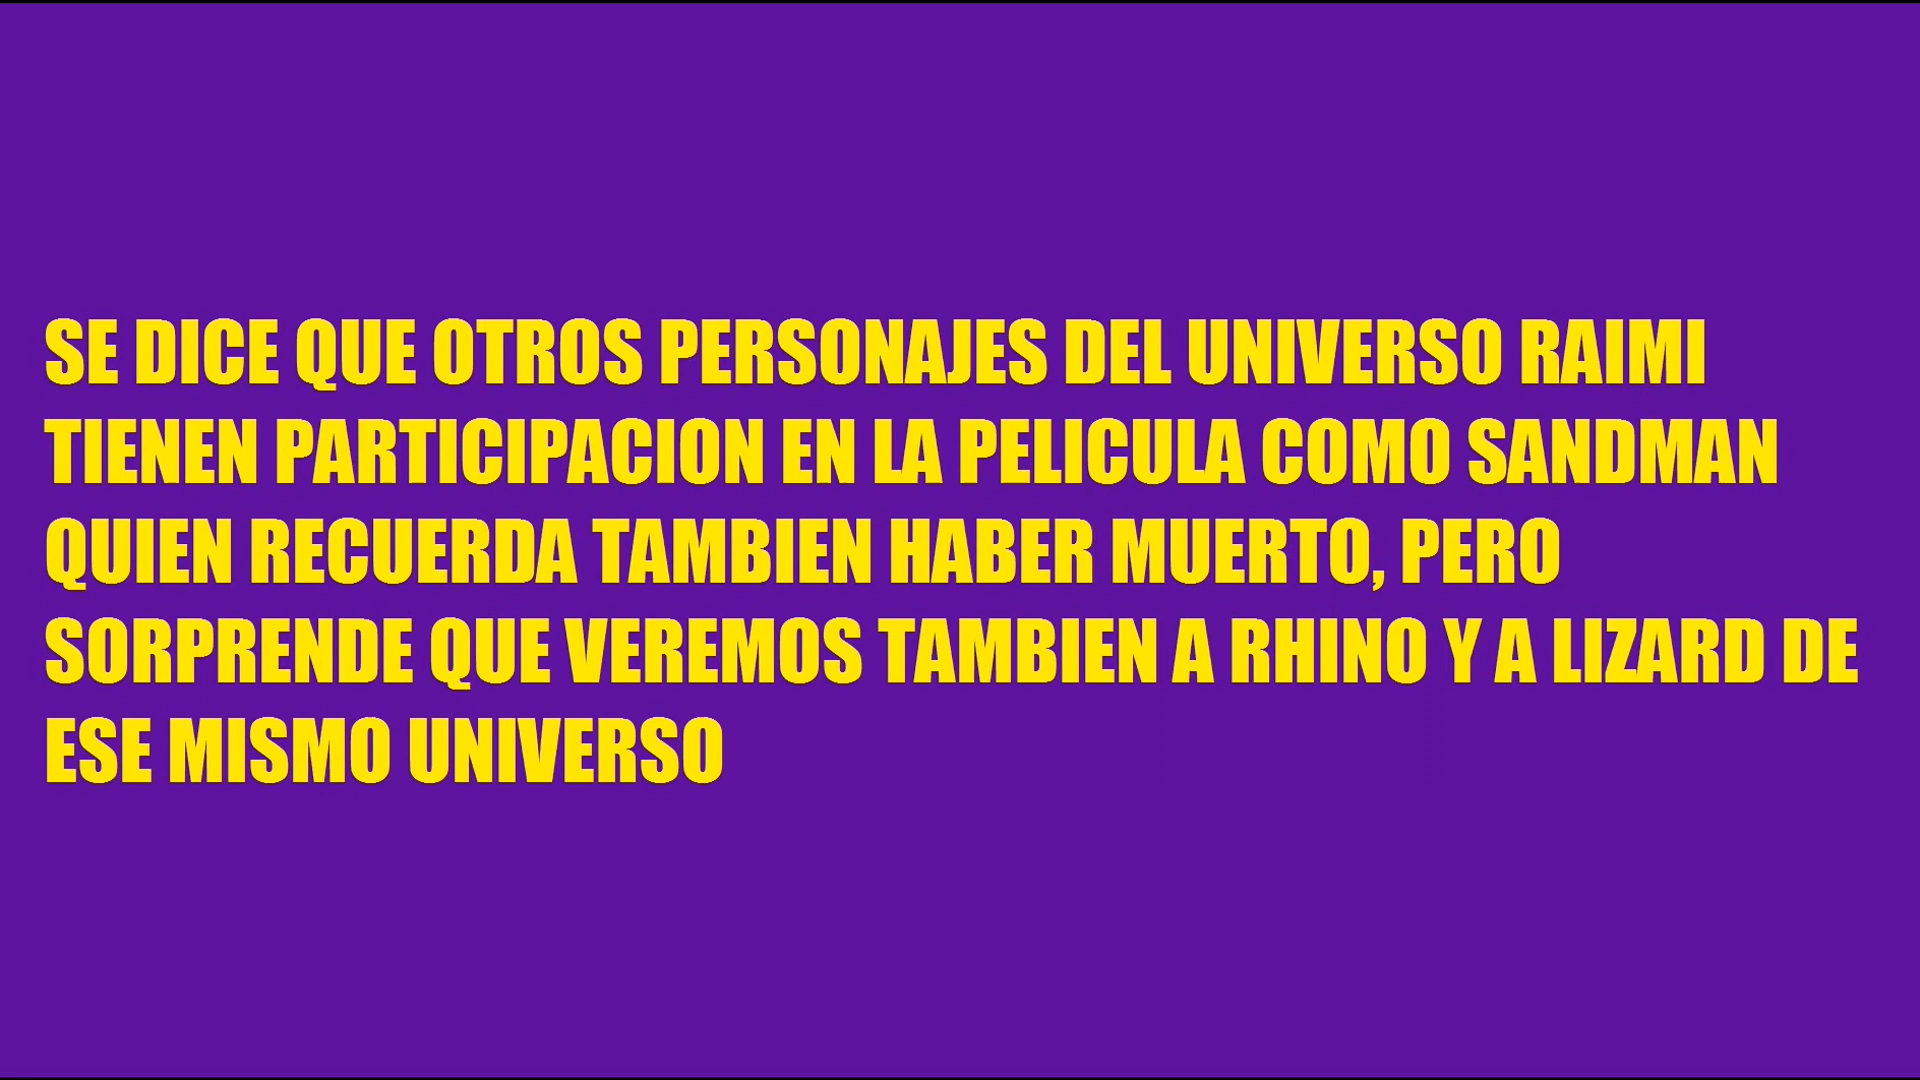 SE DICE QUE OTROS PERSONAJES DEL UNIVERSO RAIMI
TIENEN PARTICIPACION EN LA PELICULA COMO SANDMAN
QUIEN RECUERDA TAMBIEN HABER MUERTO, PERO
SORPRENDE QUE VEREMOS TAMBIEN A RHINO Y A LIZARD DE
ESE MISMO UNIVERSO